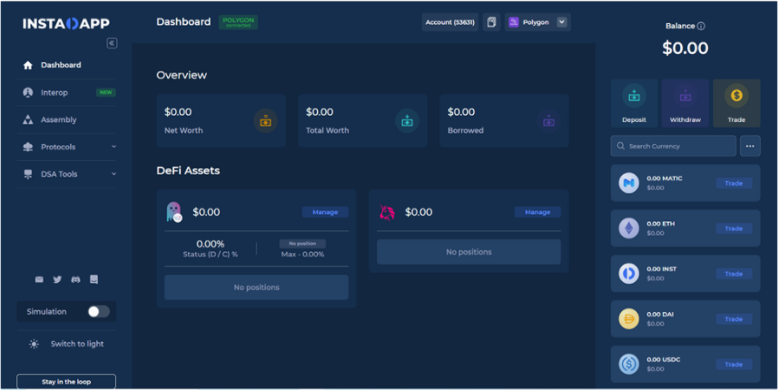 INSTADAPP
Dashboard
Interop
NEW
Assembly
Protocols
DSA Tools
Simulation
Switch to light
Stay in the loop
Dashboard
POLYGON
Account (53631)
Polygon
Overview
$0.00
Net Worth
$0.00
Total Worth
$0.00
Borrowed
DeFi Assets
$0.00
Manage
0.00%
Status (D / C) %
No position
Max - 0.00%
No positions
$0.00
Manage
No positions
Balance
$0.00
Deposit
Withdraw
Trade
Search Currency
0.00 MATIC
$0.00
Trade
0.00 ETH
$0.00
Trade
0.00 INST
$0.00
Trade
0.00 DAI
$0.00
Trade
0.00 USDC
$0.00
Trade